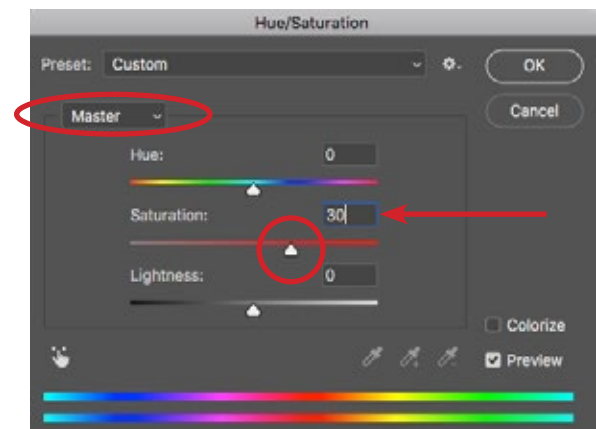 Hue/Saturation
Preset: Custom
OK
Master
Cancel
Hue: 0
Saturation: 30
Lightness: 0
Colorize
Preview